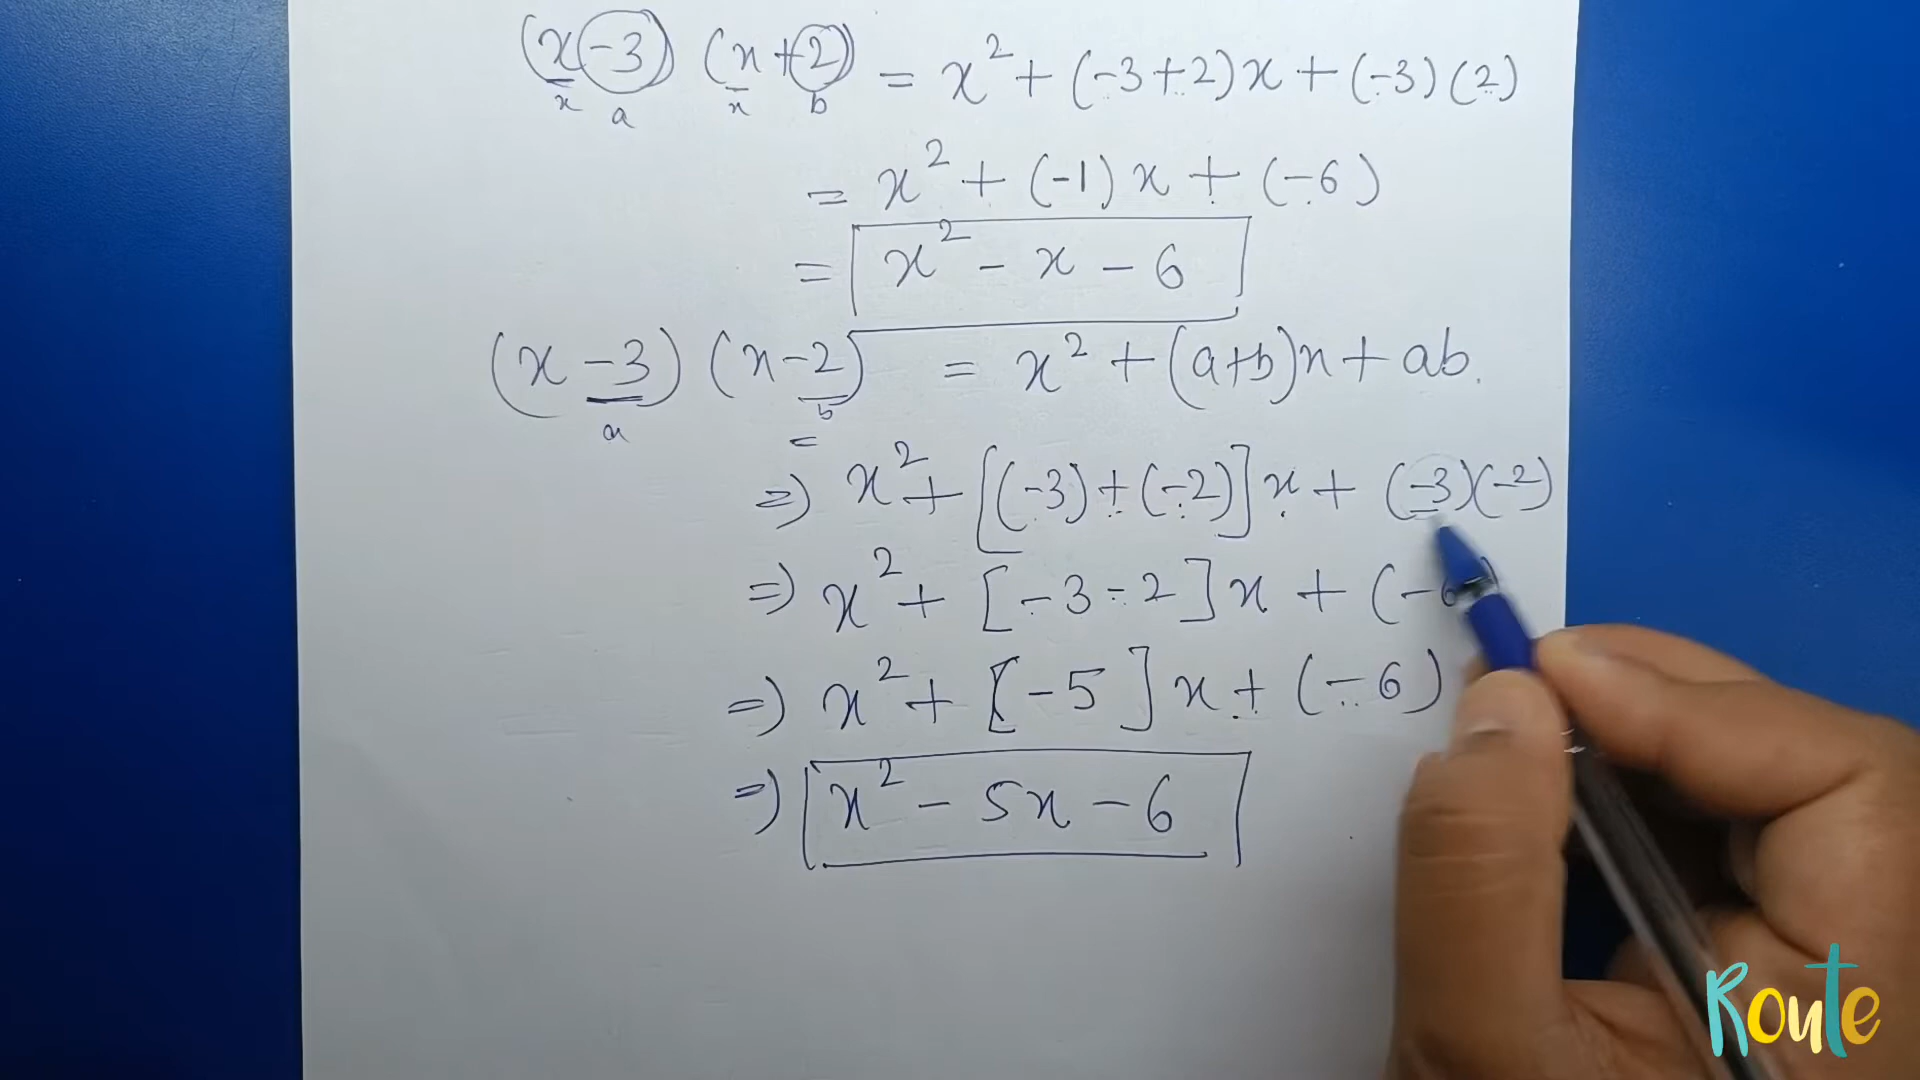 (x-3) (x+2) = x² + (-3+2)x + (-3)(2)
x a x b
= x² + (-1)x + (-6)
= x² - x - 6
(x-3) (x-2) = x² + (a+b)x + ab.
a b
=
⇒ x² + [(-3)+(-2)]x + (-3)(-2)
⇒ x² + [-3-2]x + (-6)
⇒ x² + [-5]x + (-6)
⇒ x² - 5x - 6
Route